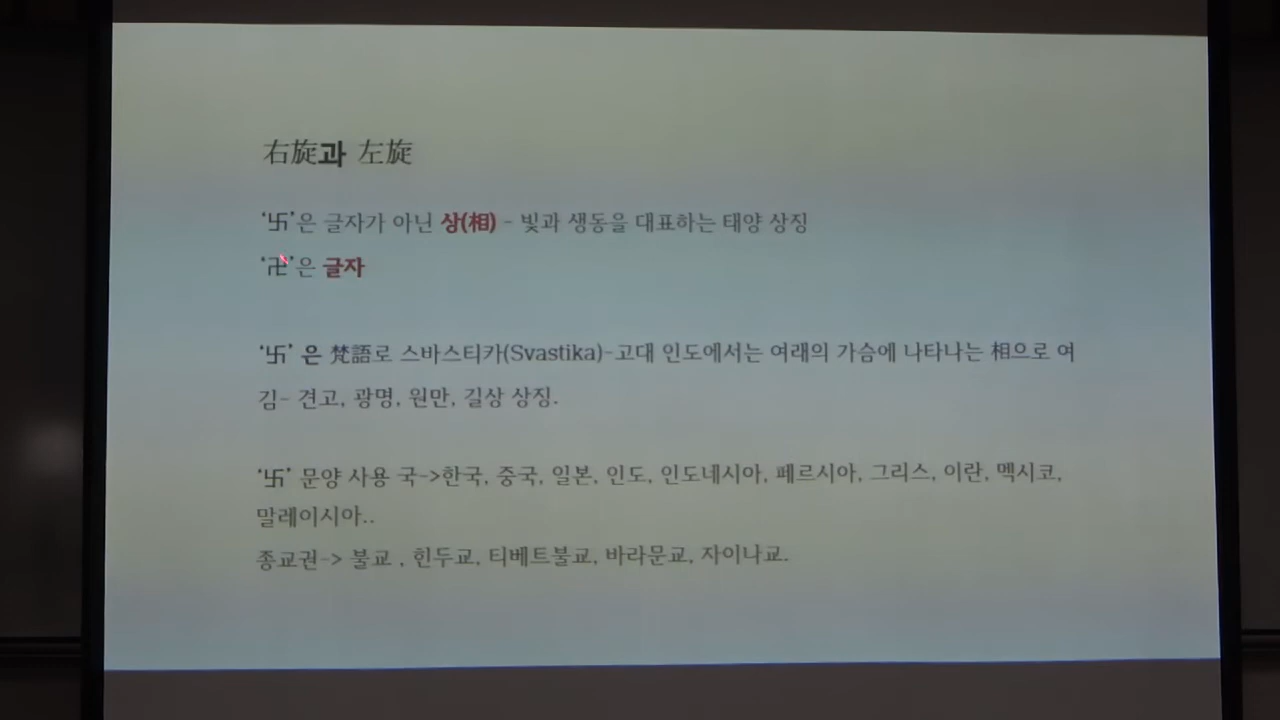 右旋과 左旋
‘卐’은 글자가 아닌 상(相) - 빛과 생동을 대표하는 태양 상징
‘卍’은 글자
‘卐’ 은 梵語로 스바스티카(Svastika)-고대 인도에서는 여래의 가슴에 나타나는 相으로 여
김- 견고, 광명, 원만, 길상 상징.
‘卐’ 문양 사용 국->한국, 중국, 일본, 인도, 인도네시아, 페르시아, 그리스, 이란, 멕시코,
말레이시아..
종교권-> 불교 , 힌두교, 티베트불교, 바라문교, 자이나교.